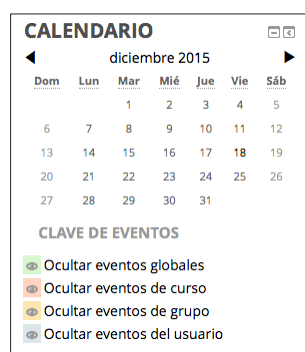 CALENDARIO
diciembre 2015
Dom Lun Mar Mié Jue Vie Sáb
1 2 3 4 5
6 7 8 9 10 11 12
13 14 15 16 17 18 19
20 21 22 23 24 25 26
27 28 29 30 31
CLAVE DE EVENTOS
Ocultar eventos globales
Ocultar eventos de curso
Ocultar eventos de grupo
Ocultar eventos del usuario